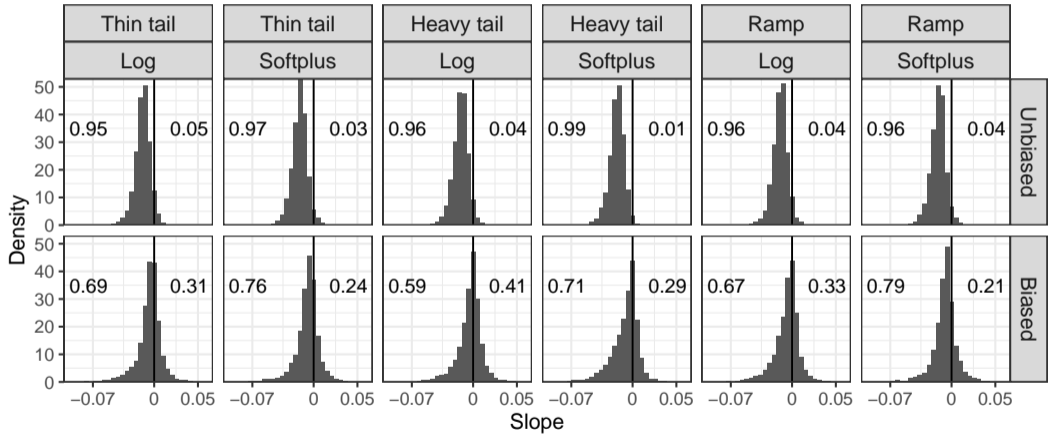 Thin tail Thin tail Heavy tail Heavy tail Ramp Ramp
Log Softplus Log Softplus Log Softplus
50
40
30
20
10
0
0.95 0.05 0.97 0.03 0.96 0.04 0.99 0.01 0.96 0.04 0.96 0.04
Unbiased
Density
50
40
30
20
10
0
0.69 0.31 0.76 0.24 0.59 0.41 0.71 0.29 0.67 0.33 0.79 0.21
Biased
−0.07 0 0.05 −0.07 0 0.05 −0.07 0 0.05 −0.07 0 0.05 −0.07 0 0.05 −0.07 0 0.05
Slope